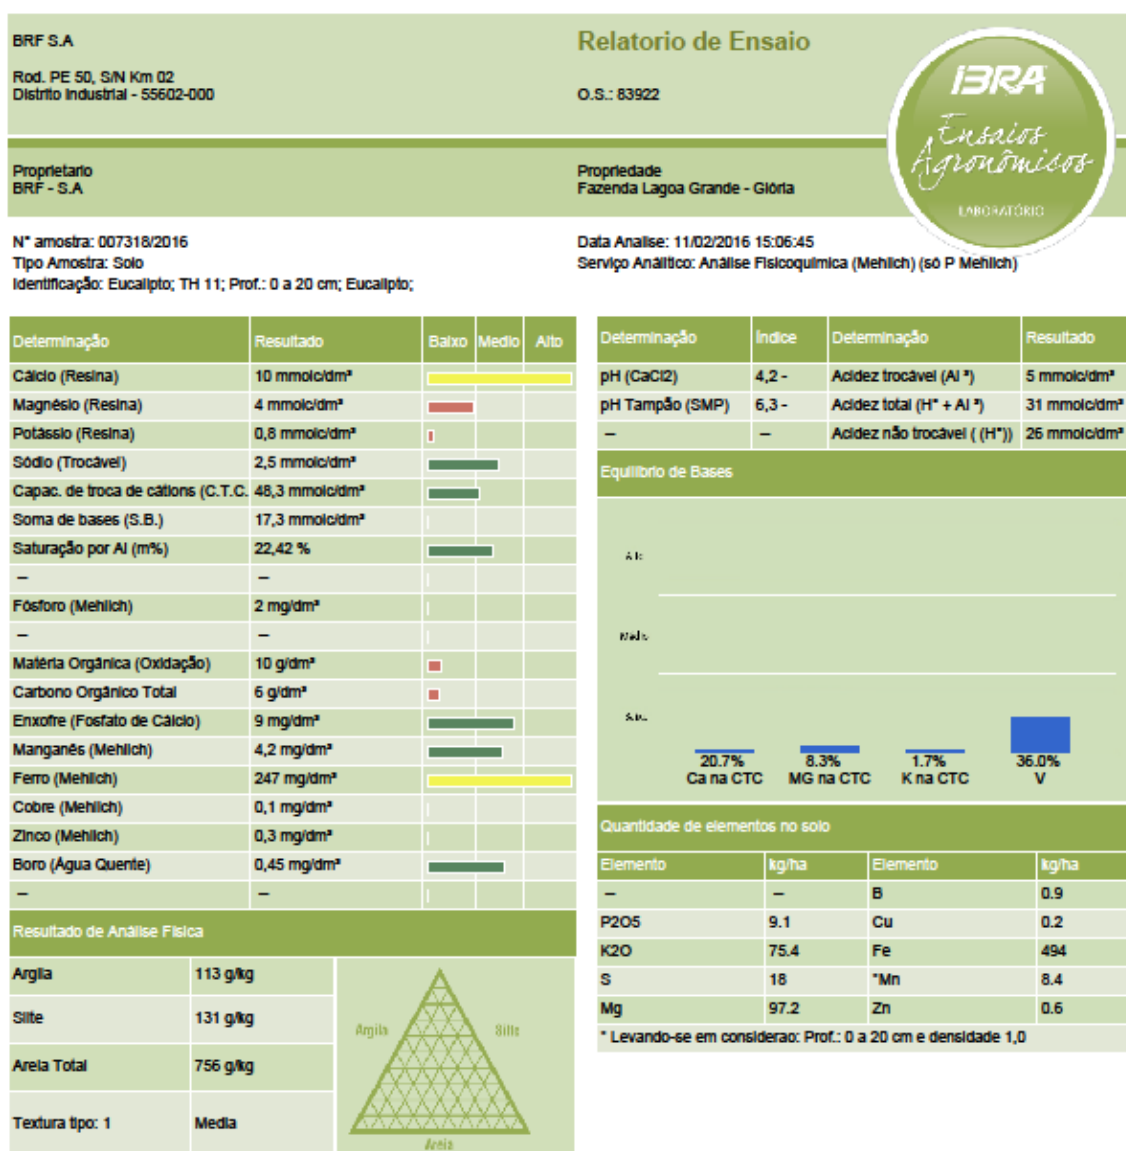 BRF S.A
Rod. PE 50, S/N Km 02
Distrito Industrial - 55602-000
Relatorio de Ensaio
O.S.: 83922
iBRA
Ensaios
Agronômicos
LABORATÓRIO
Proprietario
BRF - S.A
Propriedade
Fazenda Lagoa Grande - Glória
N° amostra: 007318/2016
Tipo Amostra: Solo
Identificação: Eucalipto; TH 11; Prof.: 0 a 20 cm; Eucalipto;
Data Analise: 11/02/2016 15:06:45
Serviço Análitico: Análise Fisicoquimica (Mehlich) (só P Mehlich)
Determinação Resultado Baixo Medio Alto
Cálcio (Resina) 10 mmolc/dm³
Magnésio (Resina) 4 mmolc/dm³
Potássio (Resina) 0,8 mmolc/dm³
Sódio (Trocável) 2,5 mmolc/dm³
Capac. de troca de cátions (C.T.C. 48,3 mmolc/dm³
Soma de bases (S.B.) 17,3 mmolc/dm³
Saturação por Al (m%) 22,42 %
– –
Fósforo (Mehlich) 2 mg/dm³
– –
Matéria Orgânica (Oxidação) 10 g/dm³
Carbono Orgânico Total 6 g/dm³
Enxofre (Fosfato de Cálcio) 9 mg/dm³
Manganês (Mehlich) 4,2 mg/dm³
Ferro (Mehlich) 247 mg/dm³
Cobre (Mehlich) 0,1 mg/dm³
Zinco (Mehlich) 0,3 mg/dm³
Boro (Água Quente) 0,45 mg/dm³
– –
Resultado de Análise Física
Argila 113 g/kg
Silte 131 g/kg
Areia Total 756 g/kg
Textura tipo: 1 Media
Argila Silte
Areia
Determinação Índice Determinação Resultado
pH (CaCl2) 4,2 - Acidez trocável (Al ³) 5 mmolc/dm³
pH Tampão (SMP) 6,3 - Acidez total (H⁺ + Al ³) 31 mmolc/dm³
– – Acidez não trocável ( (H⁺)) 26 mmolc/dm³
Equilíbrio de Bases
Médio
20.7% 8.3% 1.7% 36.0%
Ca na CTC MG na CTC K na CTC V
Quantidade de elementos no solo
Elemento kg/ha Elemento kg/ha
– – B 0.9
P2O5 9.1 Cu 0.2
K2O 75.4 Fe 494
S 18 *Mn 8.4
Mg 97.2 Zn 0.6
* Levando-se em considerao: Prof.: 0 a 20 cm e densidade 1,0